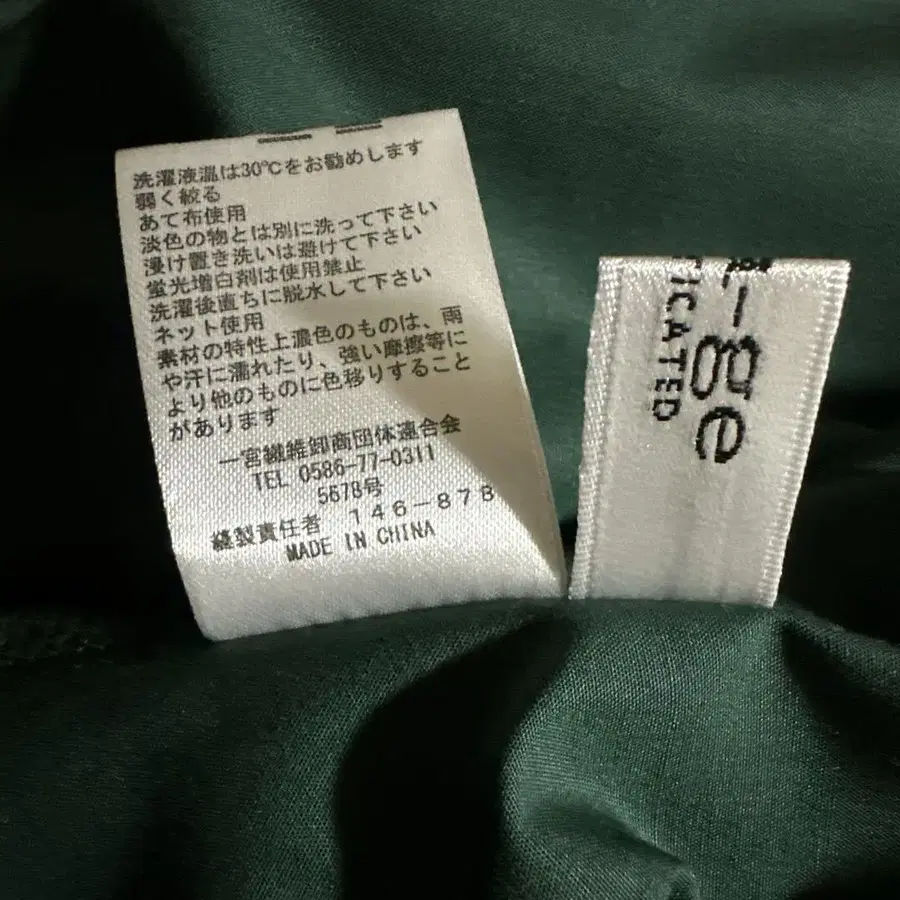 洗濯液温は30℃をお勧めします
弱く絞る
あて布使用
淡色の物とは別に洗って下さい
浸け置き洗いは避けて下さい
蛍光増白剤は使用禁止
洗濯後直ちに脱水して下さい
ネット使用
素材の特性上濃色のものは、雨
や汗に濡れたり、強い摩擦等に
より他のものに色移りすること
があります
一宮繊維卸商団体連合会
TEL 0586-77-0311
5678号
縫製責任者 146-878
MADE IN CHINA
-ge
TICATED